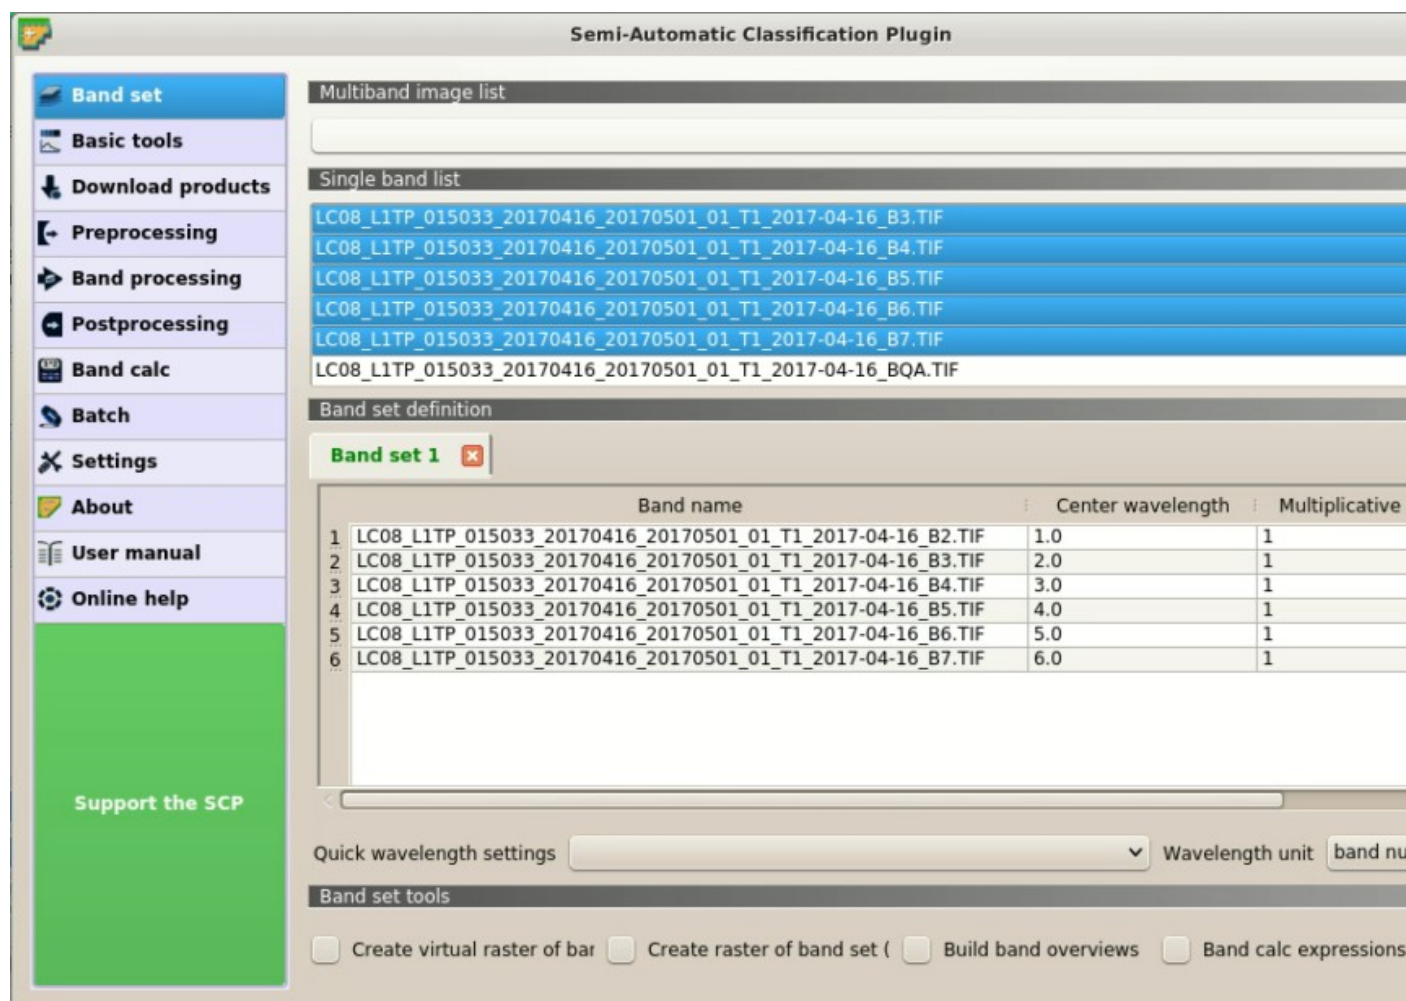 Semi-Automatic Classification Plugin
Band set
Basic tools
Download products
Preprocessing
Band processing
Postprocessing
Band calc
Batch
Settings
About
User manual
Online help
Support the SCP
Multiband image list
Single band list
LC08_L1TP_015033_20170416_20170501_01_T1_2017-04-16_B3.TIF
LC08_L1TP_015033_20170416_20170501_01_T1_2017-04-16_B4.TIF
LC08_L1TP_015033_20170416_20170501_01_T1_2017-04-16_B5.TIF
LC08_L1TP_015033_20170416_20170501_01_T1_2017-04-16_B6.TIF
LC08_L1TP_015033_20170416_20170501_01_T1_2017-04-16_B7.TIF
LC08_L1TP_015033_20170416_20170501_01_T1_2017-04-16_BQA.TIF
Band set definition
Band set 1
Band name Center wavelength Multiplicative
1 LC08_L1TP_015033_20170416_20170501_01_T1_2017-04-16_B2.TIF 1.0 1
2 LC08_L1TP_015033_20170416_20170501_01_T1_2017-04-16_B3.TIF 2.0 1
3 LC08_L1TP_015033_20170416_20170501_01_T1_2017-04-16_B4.TIF 3.0 1
4 LC08_L1TP_015033_20170416_20170501_01_T1_2017-04-16_B5.TIF 4.0 1
5 LC08_L1TP_015033_20170416_20170501_01_T1_2017-04-16_B6.TIF 5.0 1
6 LC08_L1TP_015033_20170416_20170501_01_T1_2017-04-16_B7.TIF 6.0 1
Quick wavelength settings Wavelength unit band nu
Band set tools
Create virtual raster of bar Create raster of band set ( Build band overviews Band calc expressions